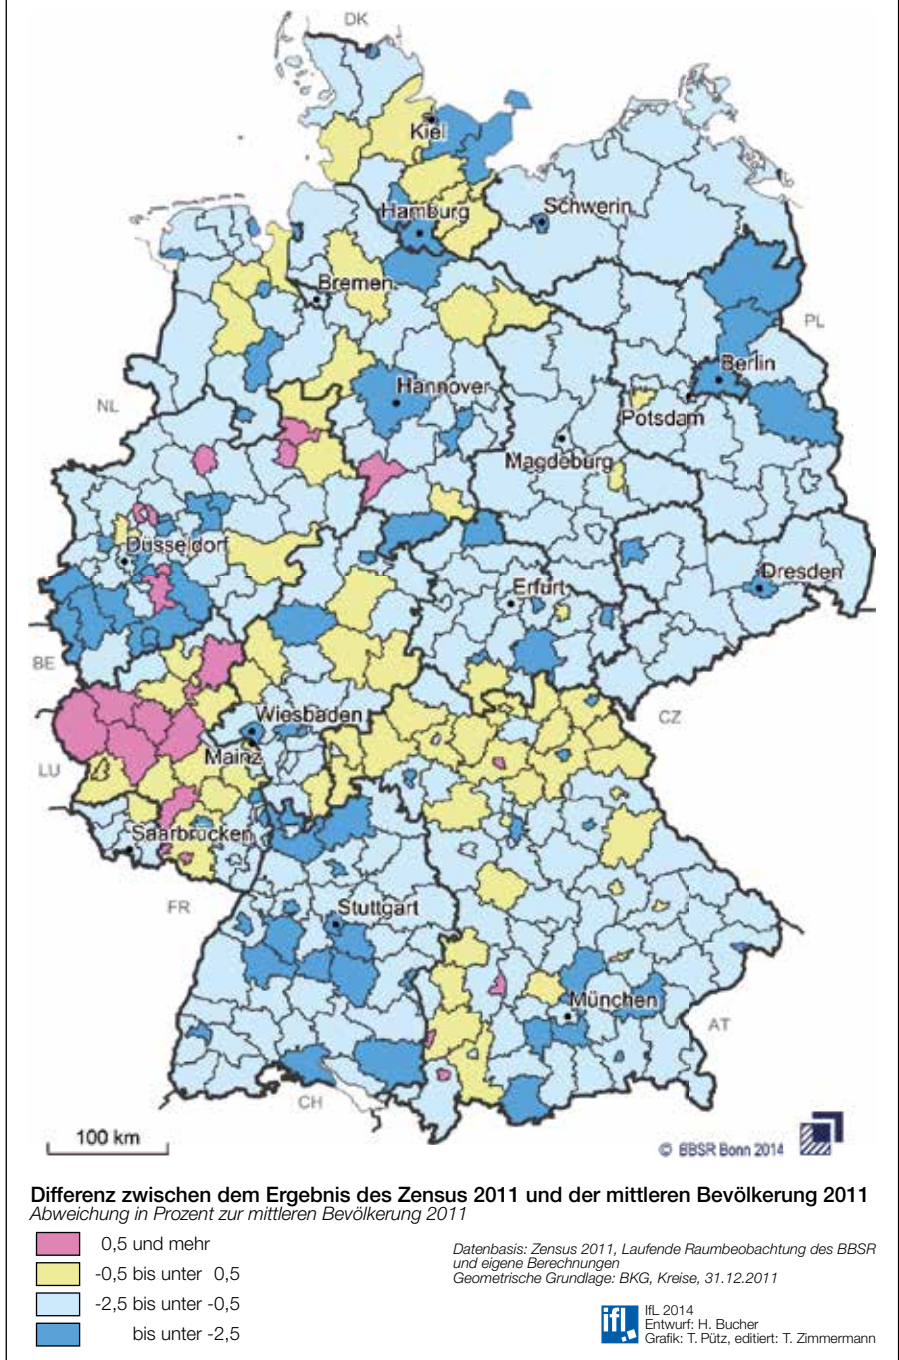 DK
Kiel
Hamburg
Schwerin
Bremen
PL
Berlin
Hannover
NL
Potsdam
Magdeburg
Düsseldorf
Dresden
Erfurt
BE
Wiesbaden
CZ
Mainz
LU
Saarbrücken
FR
Stuttgart
München
AT
CH
100 km
© BBSR Bonn 2014
Differenz zwischen dem Ergebnis des Zensus 2011 und der mittleren Bevölkerung 2011
Abweichung in Prozent zur mittleren Bevölkerung 2011
0,5 und mehr
-0,5 bis unter 0,5
-2,5 bis unter -0,5
bis unter -2,5
Datenbasis: Zensus 2011, Laufende Raumbeobachtung des BBSR
und eigene Berechnungen
Geometrische Grundlage: BKG, Kreise, 31.12.2011
ifl
IfL 2014
Entwurf: H. Bucher
Grafik: T. Pütz, editiert: T. Zimmermann